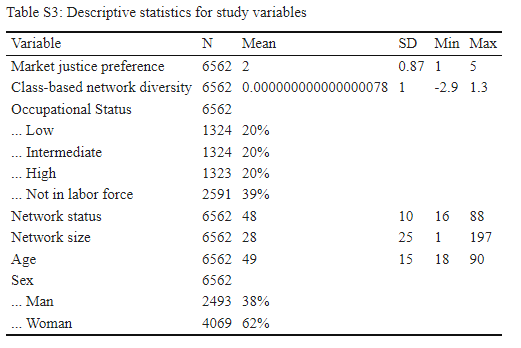 Table S3: Descriptive statistics for study variables
Variable N Mean SD Min Max
Market justice preference 6562 2 0.87 1 5
Class-based network diversity 6562 0.000000000000000078 1 -2.9 1.3
Occupational Status 6562
... Low 1324 20%
... Intermediate 1324 20%
... High 1323 20%
... Not in labor force 2591 39%
Network status 6562 48 10 16 88
Network size 6562 28 25 1 197
Age 6562 49 15 18 90
Sex 6562
... Man 2493 38%
... Woman 4069 62%